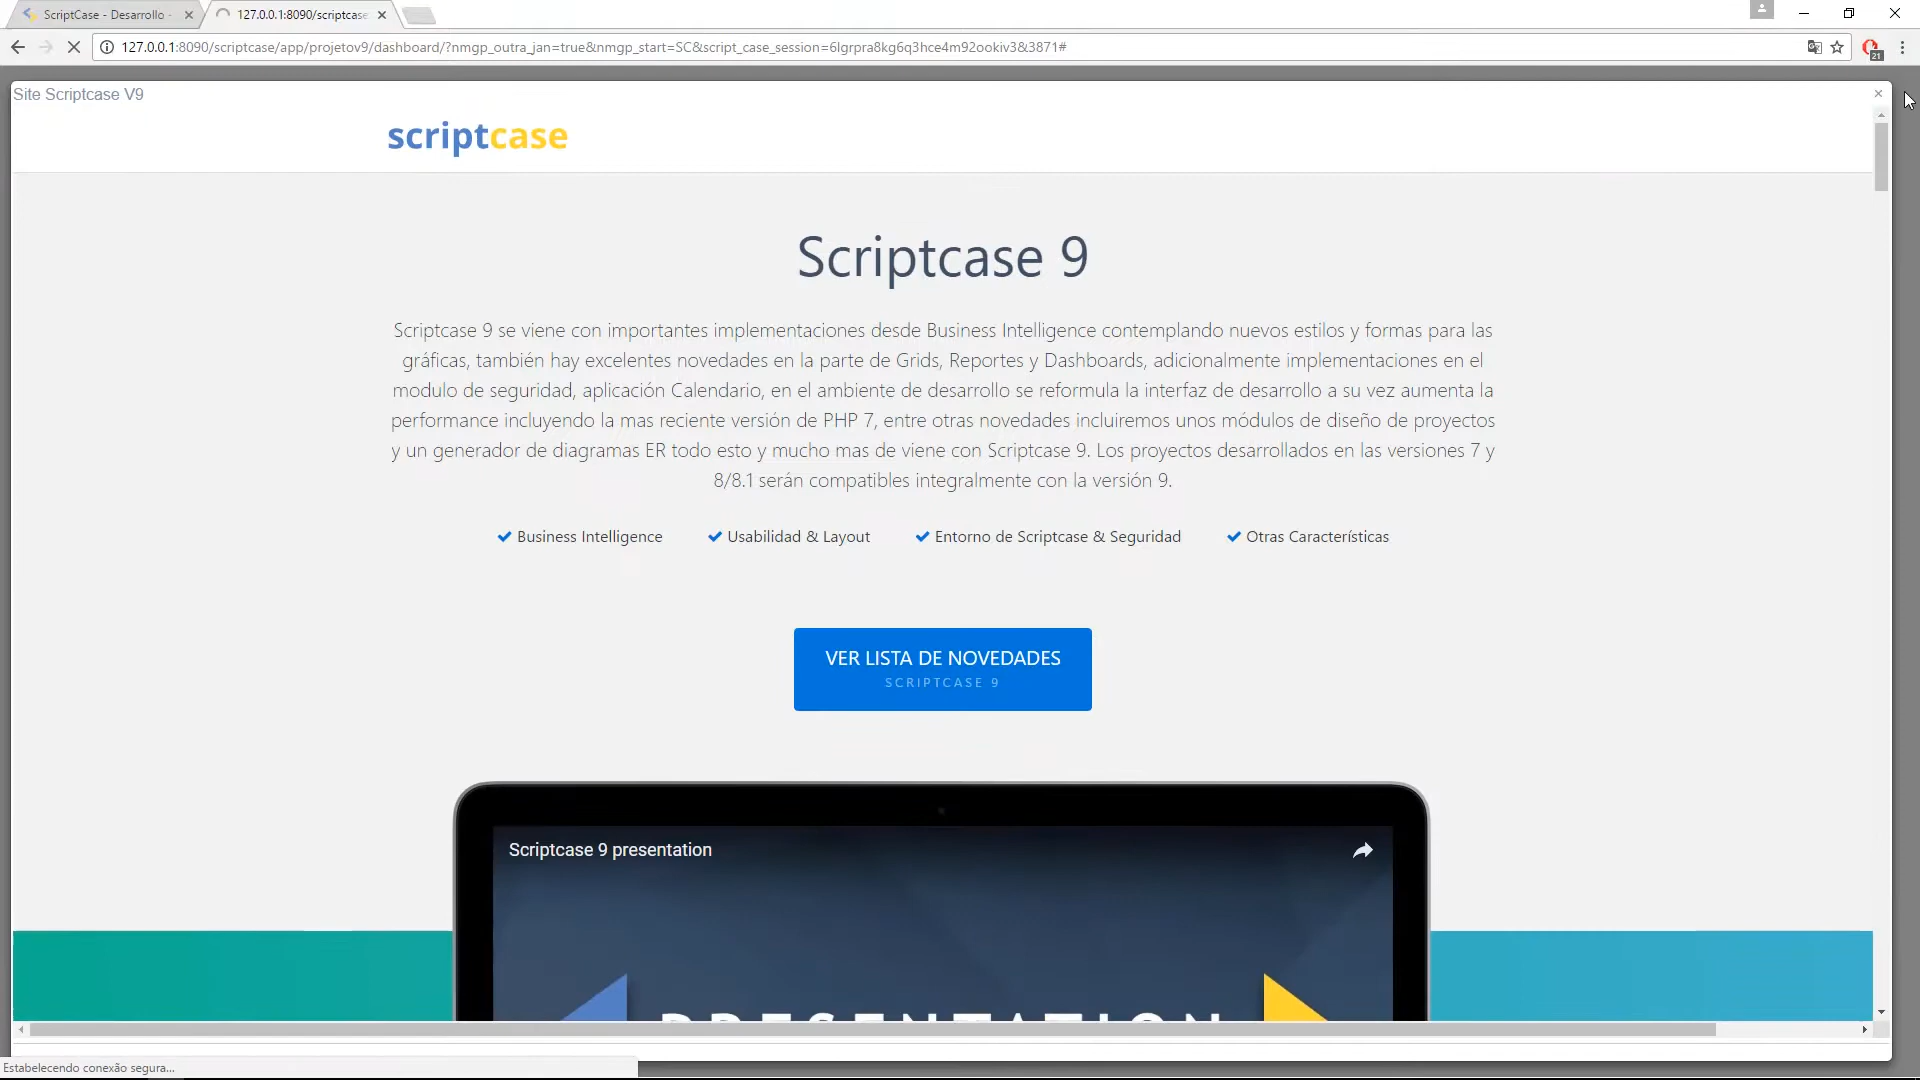 ScriptCase - Desarrollo -
127.0.0.1:8090/scriptcase
127.0.0.1:8090/scriptcase/app/projetov9/dashboard/?nmgp_outra_jan=true&nmgp_start=SC&script_case_session=6lgrpra8kg6q3hce4m92ookiv3&3871#
21
Site Scriptcase V9
scriptcase
Scriptcase 9
Scriptcase 9 se viene con importantes implementaciones desde Business Intelligence contemplando nuevos estilos y formas para las
gráficas, también hay excelentes novedades en la parte de Grids, Reportes y Dashboards, adicionalmente implementaciones en el
modulo de seguridad, aplicación Calendario, en el ambiente de desarrollo se reformula la interfaz de desarrollo a su vez aumenta la
performance incluyendo la mas reciente versión de PHP 7, entre otras novedades incluiremos unos módulos de diseño de proyectos
y un generador de diagramas ER todo esto y mucho mas de viene con Scriptcase 9. Los proyectos desarrollados en las versiones 7 y
8/8.1 serán compatibles integralmente con la versión 9.
Business Intelligence
Usabilidad & Layout
Entorno de Scriptcase & Seguridad
Otras Características
VER LISTA DE NOVEDADES
SCRIPTCASE 9
Scriptcase 9 presentation
PRESENTATION
Estabelecendo conexão segura...